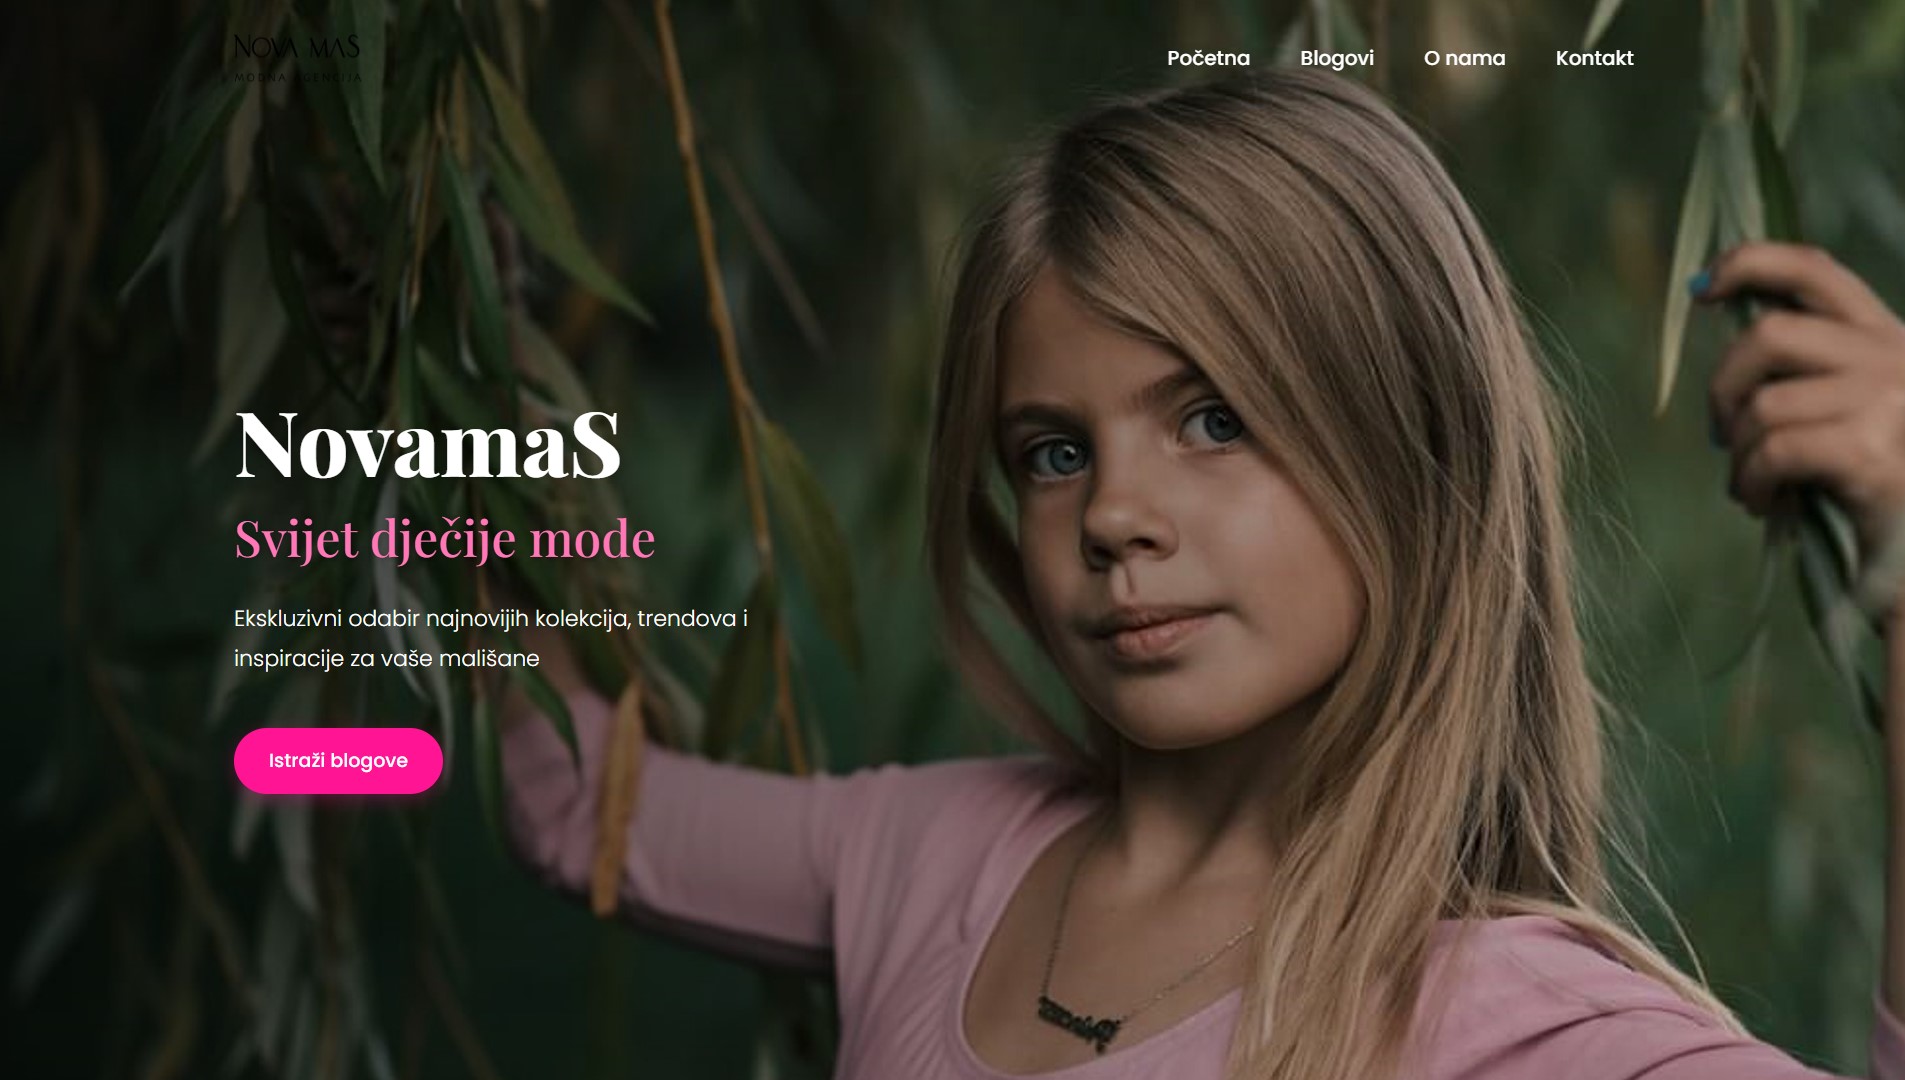 NOVA MAS
MODNA AGENCIJA
Početna
Blogovi
O nama
Kontakt
NovamaS
Svijet dječije mode
Ekskluzivni odabir najnovijih kolekcija, trendova i
inspiracije za vaše mališane
Istraži blogove